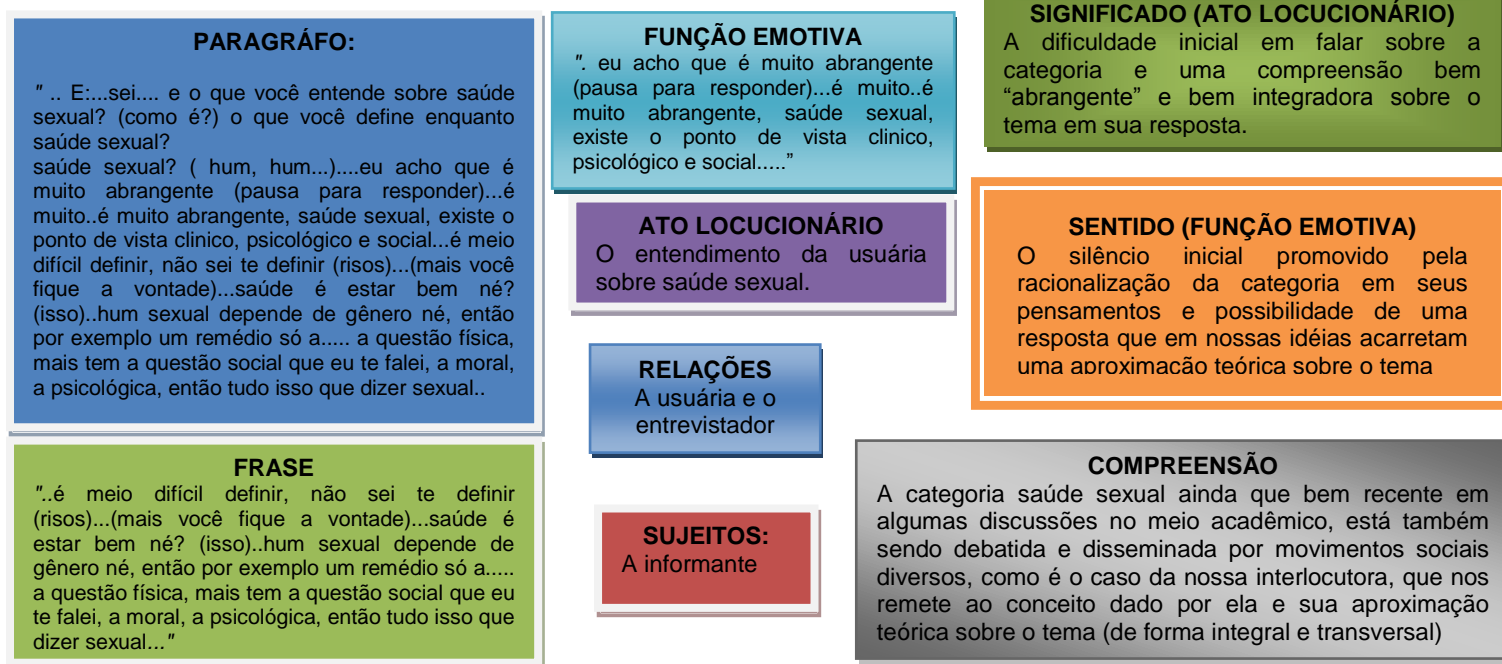 PARAGRÁFO:
" .. E:...sei.... e o que você entende sobre saúde
sexual? (como é?) o que você define enquanto
saúde sexual?
saúde sexual? ( hum, hum...)....eu acho que é
muito abrangente (pausa para responder)...é
muito..é muito abrangente, saúde sexual, existe o
ponto de vista clinico, psicológico e social...é meio
difícil definir, não sei te definir (risos)...(mais você
fique a vontade)...saúde é estar bem né?
(isso)..hum sexual depende de gênero né, então
por exemplo um remédio só a..... a questão física,
mais tem a questão social que eu te falei, a moral,
a psicológica, então tudo isso que dizer sexual..
FRASE
"..é meio difícil definir, não sei te definir
(risos)...(mais você fique a vontade)...saúde é
estar bem né? (isso)..hum sexual depende de
gênero né, então por exemplo um remédio só a.....
a questão física, mais tem a questão social que eu
te falei, a moral, a psicológica, então tudo isso que
dizer sexual..."
FUNÇÃO EMOTIVA
". eu acho que é muito abrangente
(pausa para responder)...é muito..é
muito abrangente, saúde sexual,
existe o ponto de vista clinico,
psicológico e social....."
ATO LOCUCIONÁRIO
O entendimento da usuária
sobre saúde sexual.
RELAÇÕES
A usuária e o
entrevistador
SUJEITOS:
A informante
SIGNIFICADO (ATO LOCUCIONÁRIO)
A dificuldade inicial em falar sobre a
categoria e uma compreensão bem
“abrangente” e bem integradora sobre o
tema em sua resposta.
SENTIDO (FUNÇÃO EMOTIVA)
O silêncio inicial promovido pela
racionalização da categoria em seus
pensamentos e possibilidade de uma
resposta que em nossas idéias acarretam
uma aproximação teórica sobre o tema
COMPREENSÃO
A categoria saúde sexual ainda que bem recente em
algumas discussões no meio acadêmico, está também
sendo debatida e disseminada por movimentos sociais
diversos, como é o caso da nossa interlocutora, que nos
remete ao conceito dado por ela e sua aproximação
teórica sobre o tema (de forma integral e transversal)